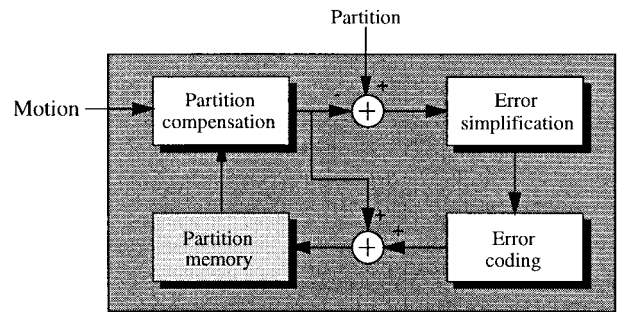 Partition
Motion
Partition
compensation
-
+
+
Error
simplification
+
+
+
Partition
memory
Error
coding